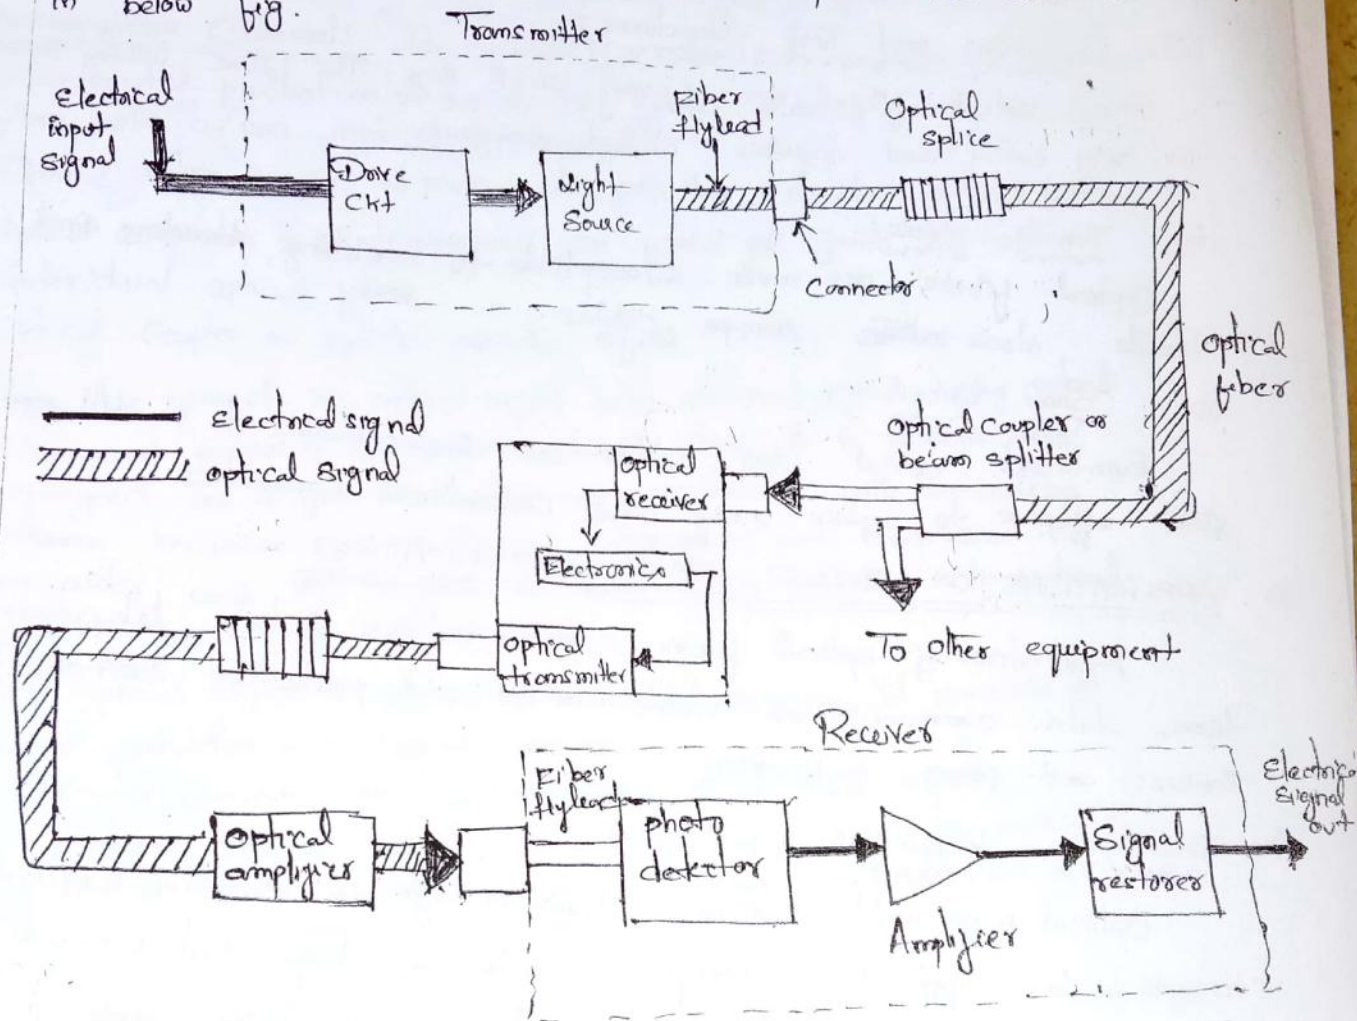 in below fig.
Transmitter
Electrical
input
Signal
Fiber
flylead
Optical
splice
Drive
Ckt
Light
Source
Connector
Optical
fiber
Electrical signal
optical signal
Optical coupler or
beam splitter
Optical
receiver
Electronics
Optical
transmitter
To other equipment
Receiver
Fiber
flylead
Electrical
Signal
out
Optical
amplifier
photo
detector
Signal
restorer
Amplifier